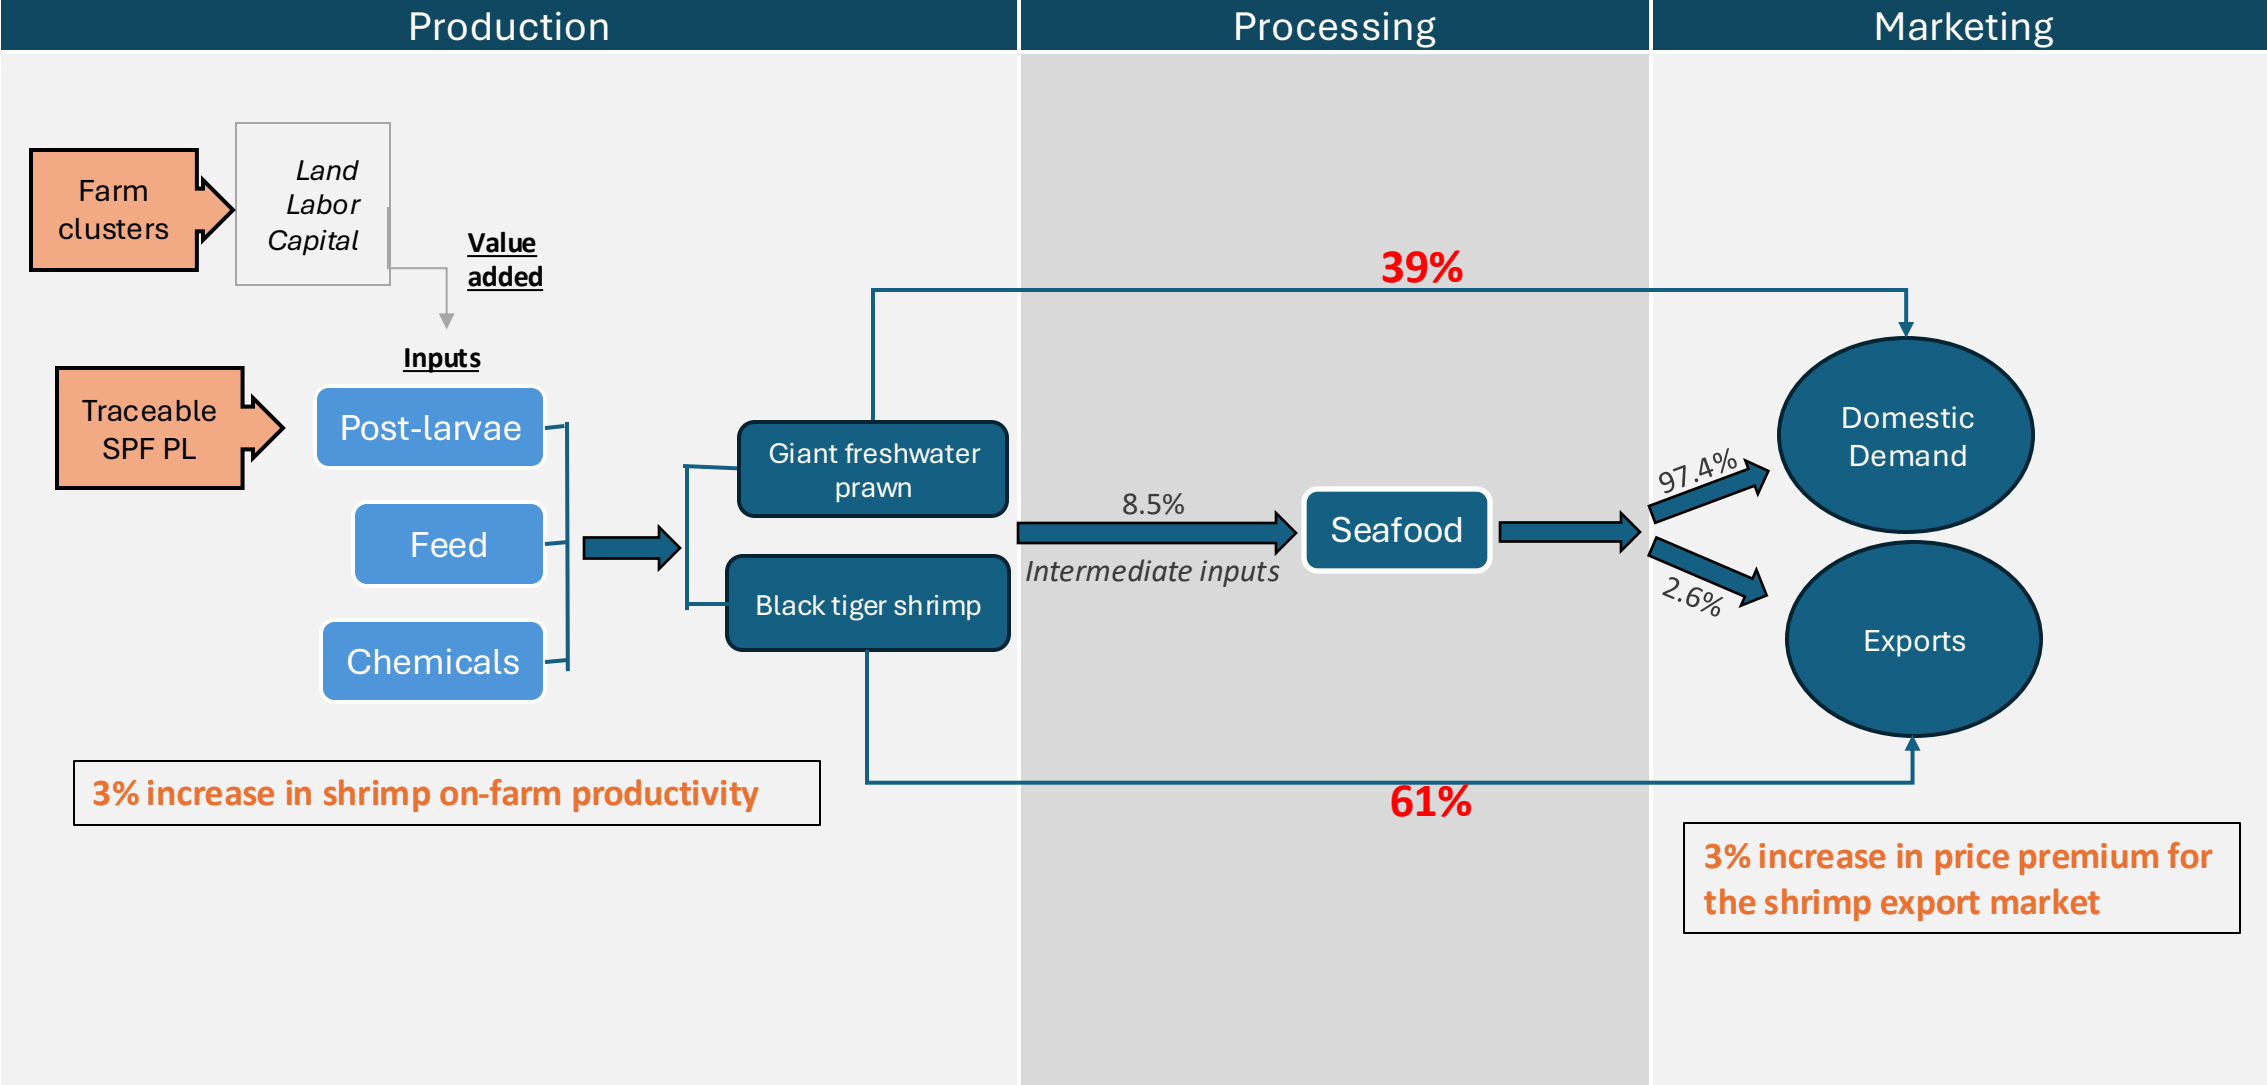 Production
Processing
Marketing
Farm
clusters
Land
Labor
Capital
Value
added
39%
Inputs
Traceable
SPF PL
Post-larvae
Feed
Chemicals
Giant freshwater
prawn
Black tiger shrimp
8.5%
Intermediate inputs
Seafood
97.4%
2.6%
Domestic
Demand
Exports
3% increase in shrimp on-farm productivity
61%
3% increase in price premium for
the shrimp export market